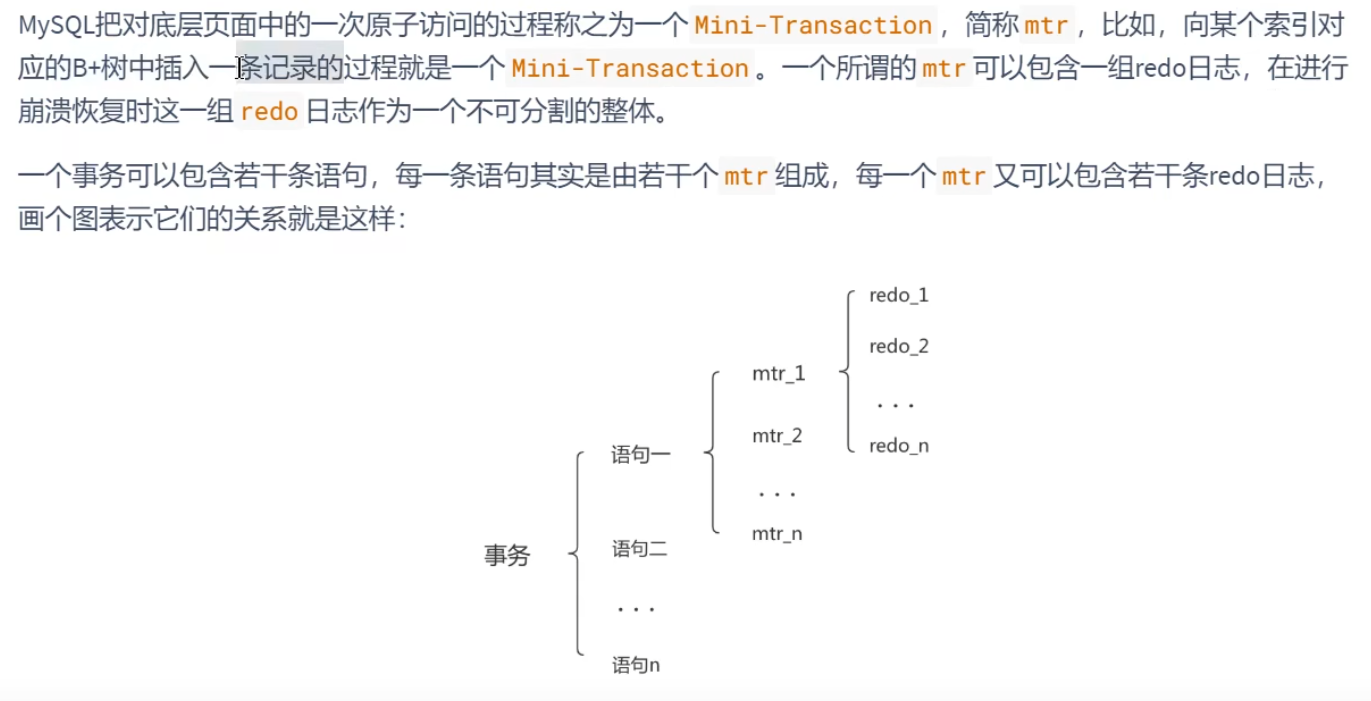 MySQL把对底层页面中的一次原子访问的过程称之为一个 Mini-Transaction ，简称 mtr ，比如，向某个索引对
应的B+树中插入一条记录的过程就是一个 Mini-Transaction 。一个所谓的 mtr 可以包含一组redo日志，在进行
崩溃恢复时这一组 redo 日志作为一个不可分割的整体。
一个事务可以包含若干条语句，每一条语句其实是由若干个 mtr 组成，每一个 mtr 又可以包含若干条redo日志，
画个图表示它们的关系就是这样：
redo_1
redo_2
mtr_1
...
mtr_2
redo_n
语句一
...
mtr_n
语句二
事务
...
语句n